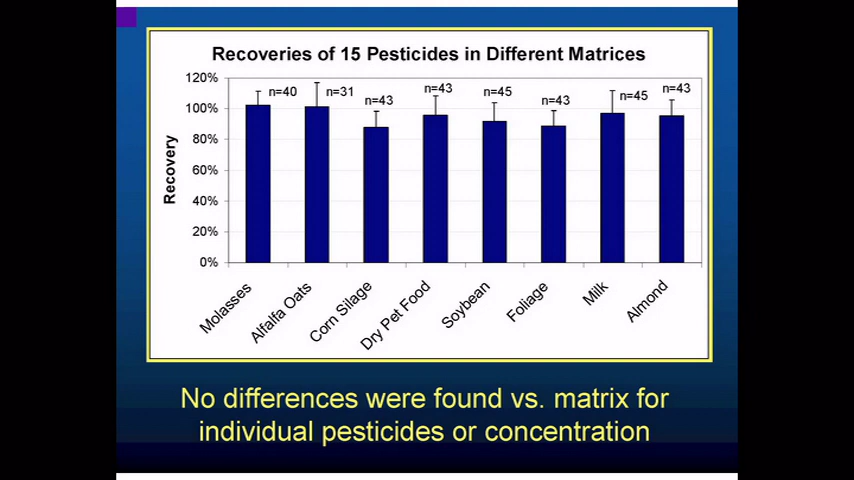 Recoveries of 15 Pesticides in Different Matrices
120%
100%
80%
60%
40%
20%
0%
Recovery
n=40
n=31
n=43
n=43
n=45
n=43
n=45
n=43
Molasses
Alfalfa Oats
Corn Silage
Dry Pet Food
Soybean
Foliage
Milk
Almond
No differences were found vs. matrix for
individual pesticides or concentration